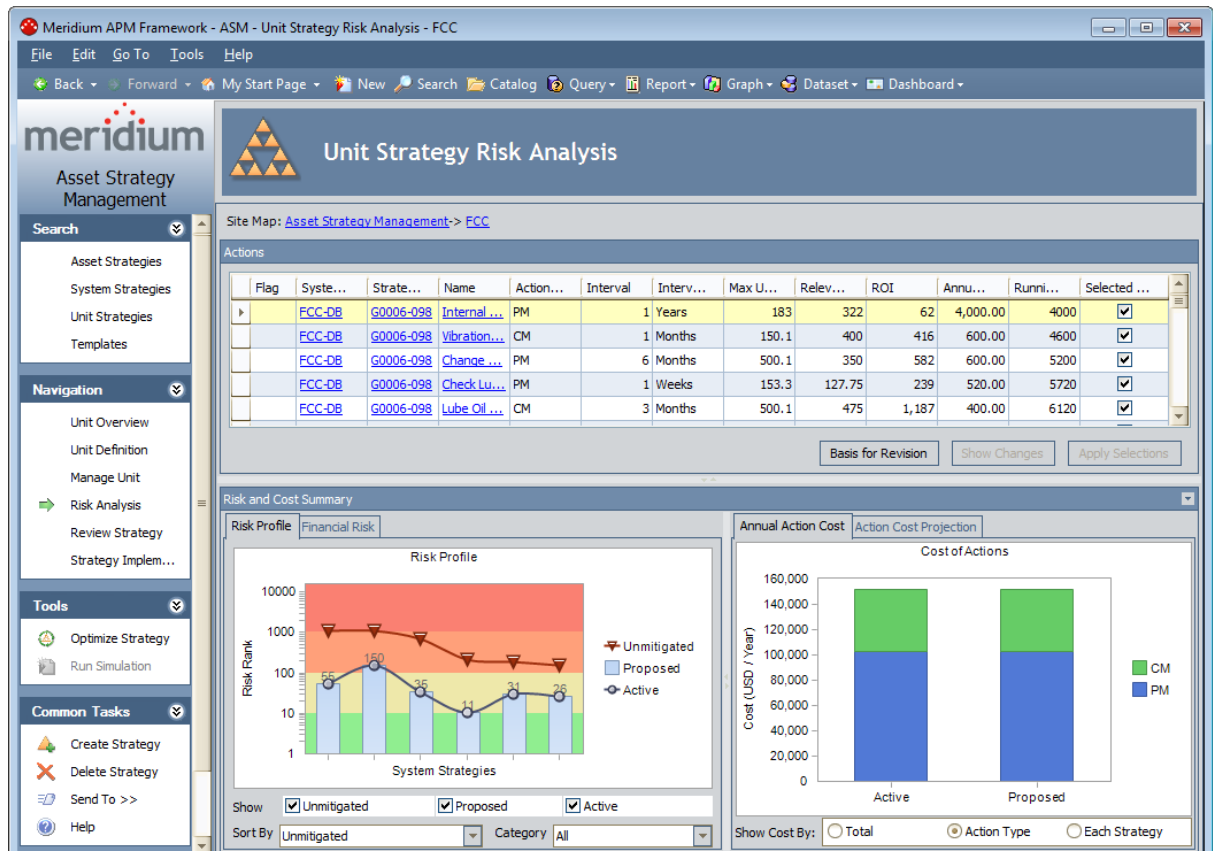 Meridium APM Framework - ASM - Unit Strategy Risk Analysis - FCC
File Edit Go To Tools Help
Back Forward My Start Page New Search Catalog Query Report Graph Dataset Dashboard
meridium
Asset Strategy
Management
Search
Asset Strategies
System Strategies
Unit Strategies
Templates
Navigation
Unit Overview
Unit Definition
Manage Unit
Risk Analysis
Review Strategy
Strategy Implem...
Tools
Optimize Strategy
Run Simulation
Common Tasks
Create Strategy
Delete Strategy
Send To >>
Help
Unit Strategy Risk Analysis
Site Map: Asset Strategy Management-> FCC
Actions
Flag Syste... Strate... Name Action... Interval Interv... Max U... Relev... ROI Annu... Runni... Selected ...
FCC-DB G0006-098 Internal ... PM 1 Years 183 322 62 4,000.00 4000
FCC-DB G0006-098 Vibration... CM 1 Months 150.1 400 416 600.00 4600
FCC-DB G0006-098 Change ... PM 6 Months 500.1 350 582 600.00 5200
FCC-DB G0006-098 Check Lu... PM 1 Weeks 153.3 127.75 239 520.00 5720
FCC-DB G0006-098 Lube Oil ... CM 3 Months 500.1 475 1,187 400.00 6120
Basis for Revision Show Changes Apply Selections
Risk and Cost Summary
Risk Profile Financial Risk
Risk Profile
Risk Rank
10000
1000
100
10
1
55 150 35 11 31 26
System Strategies
Unmitigated
Proposed
Active
Show Unmitigated Proposed Active
Sort By Unmitigated Category All
Annual Action Cost Action Cost Projection
Cost of Actions
Cost (USD / Year)
160,000
140,000
120,000
100,000
80,000
60,000
40,000
20,000
0
Active Proposed
CM
PM
Show Cost By: Total Action Type Each Strategy